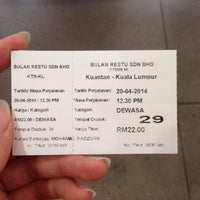 BULAN RESTU SDN BHD
KTN-KL
Tarikh/ Masa Perjalanan
20-04-2014 / 12.30 PM
Harga / Kategori
RM22.00 / DEWASA
Tempat Duduk: 29
BULAN RESTU SDN BHD
Kuantan - Kuala Lumpur
Tarikh Perjalanan 20-04-2014
Masa Perjalanan 12.30 PM
Kategori DEWASA
Tempat Duduk 29
Harga Tiket RM22.00